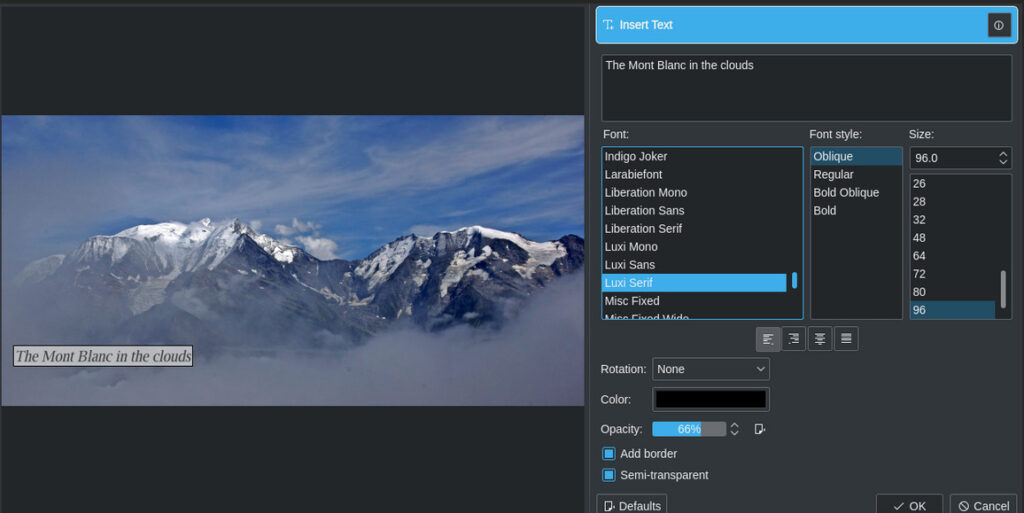 Insert Text
The Mont Blanc in the clouds
Font:
Font style:
Size:
Indigo Joker
Larabiefont
Liberation Mono
Liberation Sans
Liberation Serif
Luxi Mono
Luxi Sans
Luxi Serif
Misc Fixed
Misc Fixed Wide
Oblique
Regular
Bold Oblique
Bold
96.0
26
28
32
48
64
72
80
96
The Mont Blanc in the clouds
Rotation: None
Color:
Opacity: 66%
Add border
Semi-transparent
Defaults
OK
Cancel